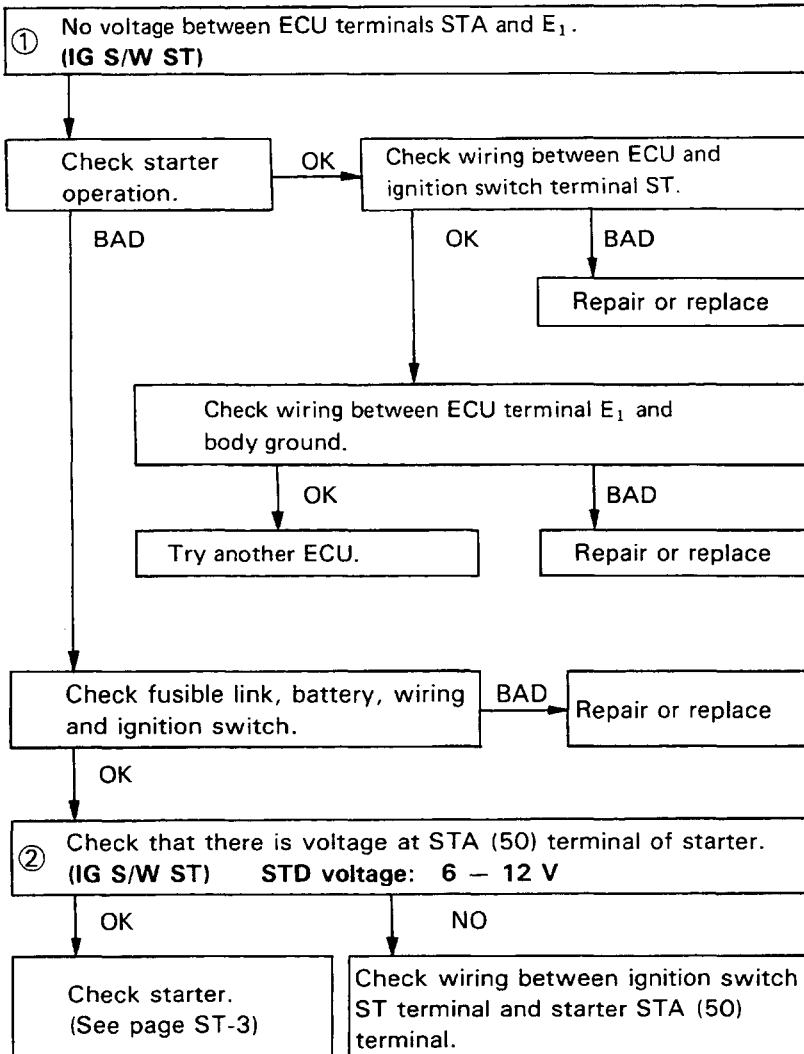 ① No voltage between ECU terminals STA and E₁.
(IG S/W ST)
Check starter
operation.
OK
Check wiring between ECU and
ignition switch terminal ST.
BAD
OK
BAD
Repair or replace
Check wiring between ECU terminal E₁ and
body ground.
OK
BAD
Try another ECU.
Repair or replace
Check fusible link, battery, wiring
and ignition switch.
BAD
Repair or replace
OK
② Check that there is voltage at STA (50) terminal of starter.
(IG S/W ST) STD voltage: 6 – 12 V
OK
NO
Check starter.
(See page ST-3)
Check wiring between ignition switch
ST terminal and starter STA (50)
terminal.